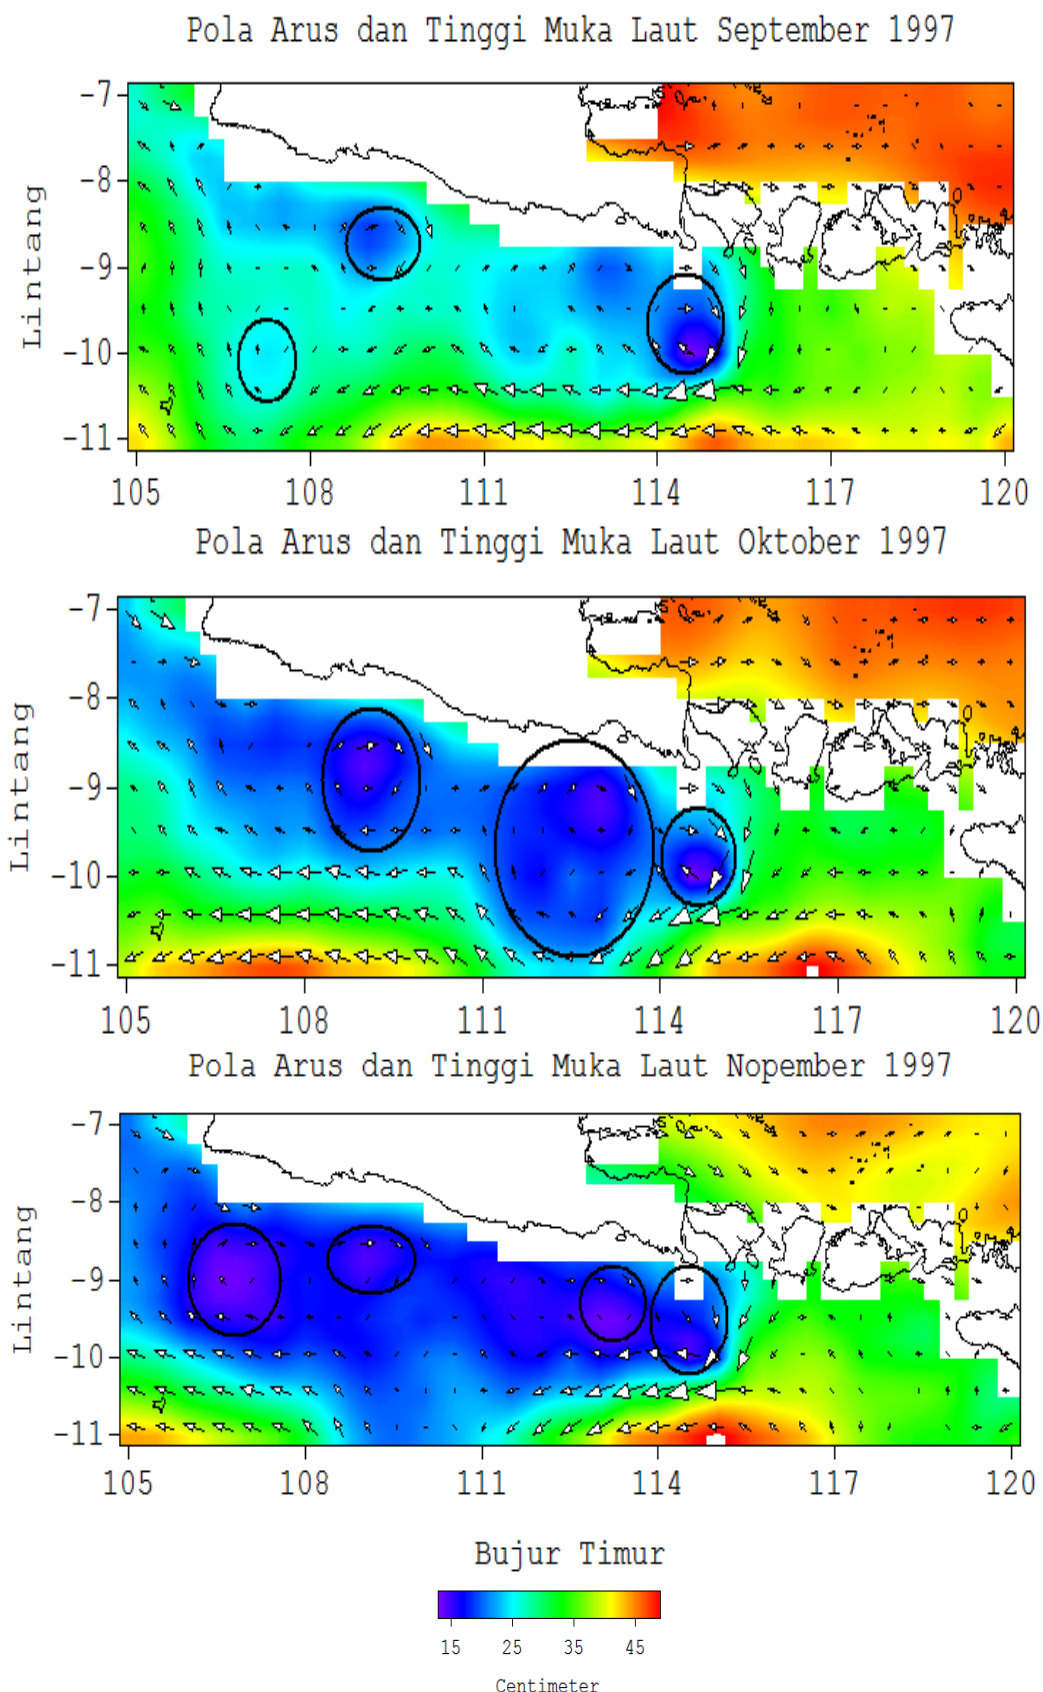 Pola Arus dan Tinggi Muka Laut September 1997
-7
-8
-9
-10
-11
Lintang
105 108 111 114 117 120
Pola Arus dan Tinggi Muka Laut Oktober 1997
-7
-8
-9
-10
-11
Lintang
105 108 111 114 117 120
Pola Arus dan Tinggi Muka Laut Nopember 1997
-7
-8
-9
-10
-11
Lintang
105 108 111 114 117 120
Bujur Timur
15 25 35 45
Centimeter